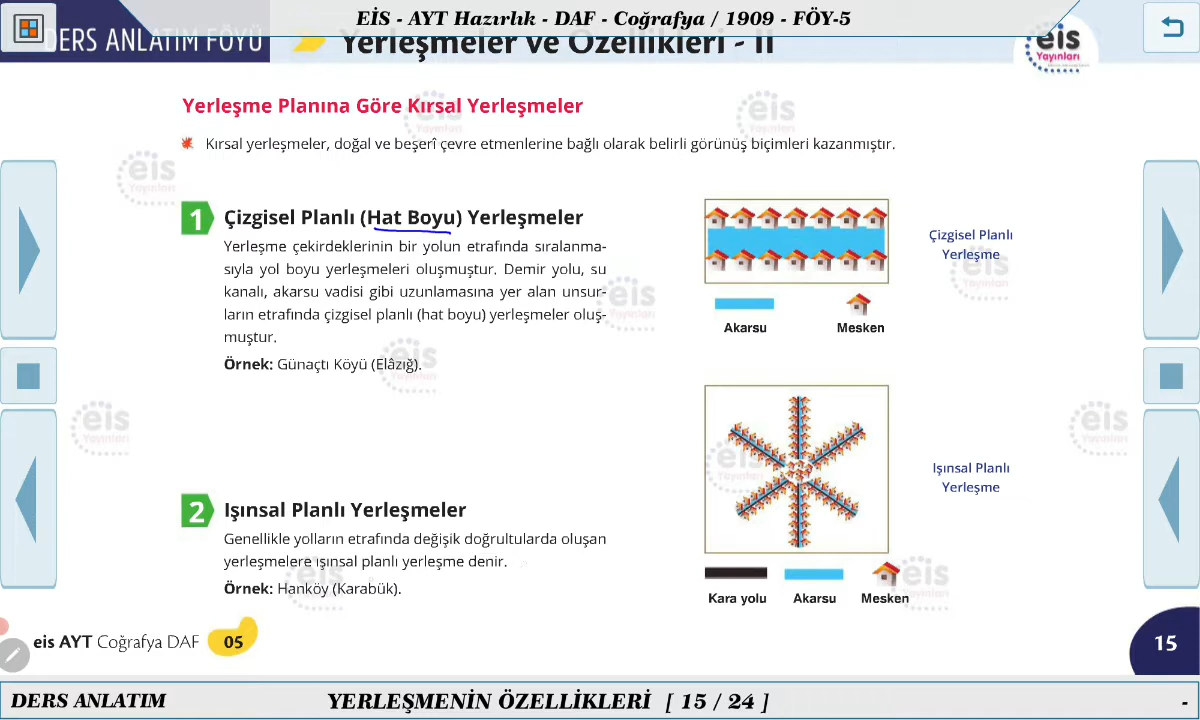 EİS - AYT Hazırlık - DAF - Coğrafya / 1909 - FÖY-5
DERS ANLATIM FÖYÜ
Yerleşmeler ve Özellikleri - II
eis
Yayınları
Yerleşme Planına Göre Kırsal Yerleşmeler
Kırsal yerleşmeler, doğal ve beşerî çevre etmenlerine bağlı olarak belirli görünüş biçimleri kazanmıştır.
1 Çizgisel Planlı (Hat Boyu) Yerleşmeler
Yerleşme çekirdeklerinin bir yolun etrafında sıralanma-
sıyla yol boyu yerleşmeleri oluşmuştur. Demir yolu, su
kanalı, akarsu vadisi gibi uzunlamasına yer alan unsur-
ların etrafında çizgisel planlı (hat boyu) yerleşmeler oluş-
muştur.
Örnek: Günaçtı Köyü (Elâzığ).
Çizgisel Planlı
Yerleşme
Akarsu Mesken
2 Işınsal Planlı Yerleşmeler
Genellikle yolların etrafında değişik doğrultularda oluşan
yerleşmelere ışınsal planlı yerleşme denir.
Örnek: Hanköy (Karabük).
Işınsal Planlı
Yerleşme
Kara yolu Akarsu Mesken
eis AYT Coğrafya DAF 05
15
DERS ANLATIM YERLEŞMENİN ÖZELLİKLERİ [ 15 / 24 ] -